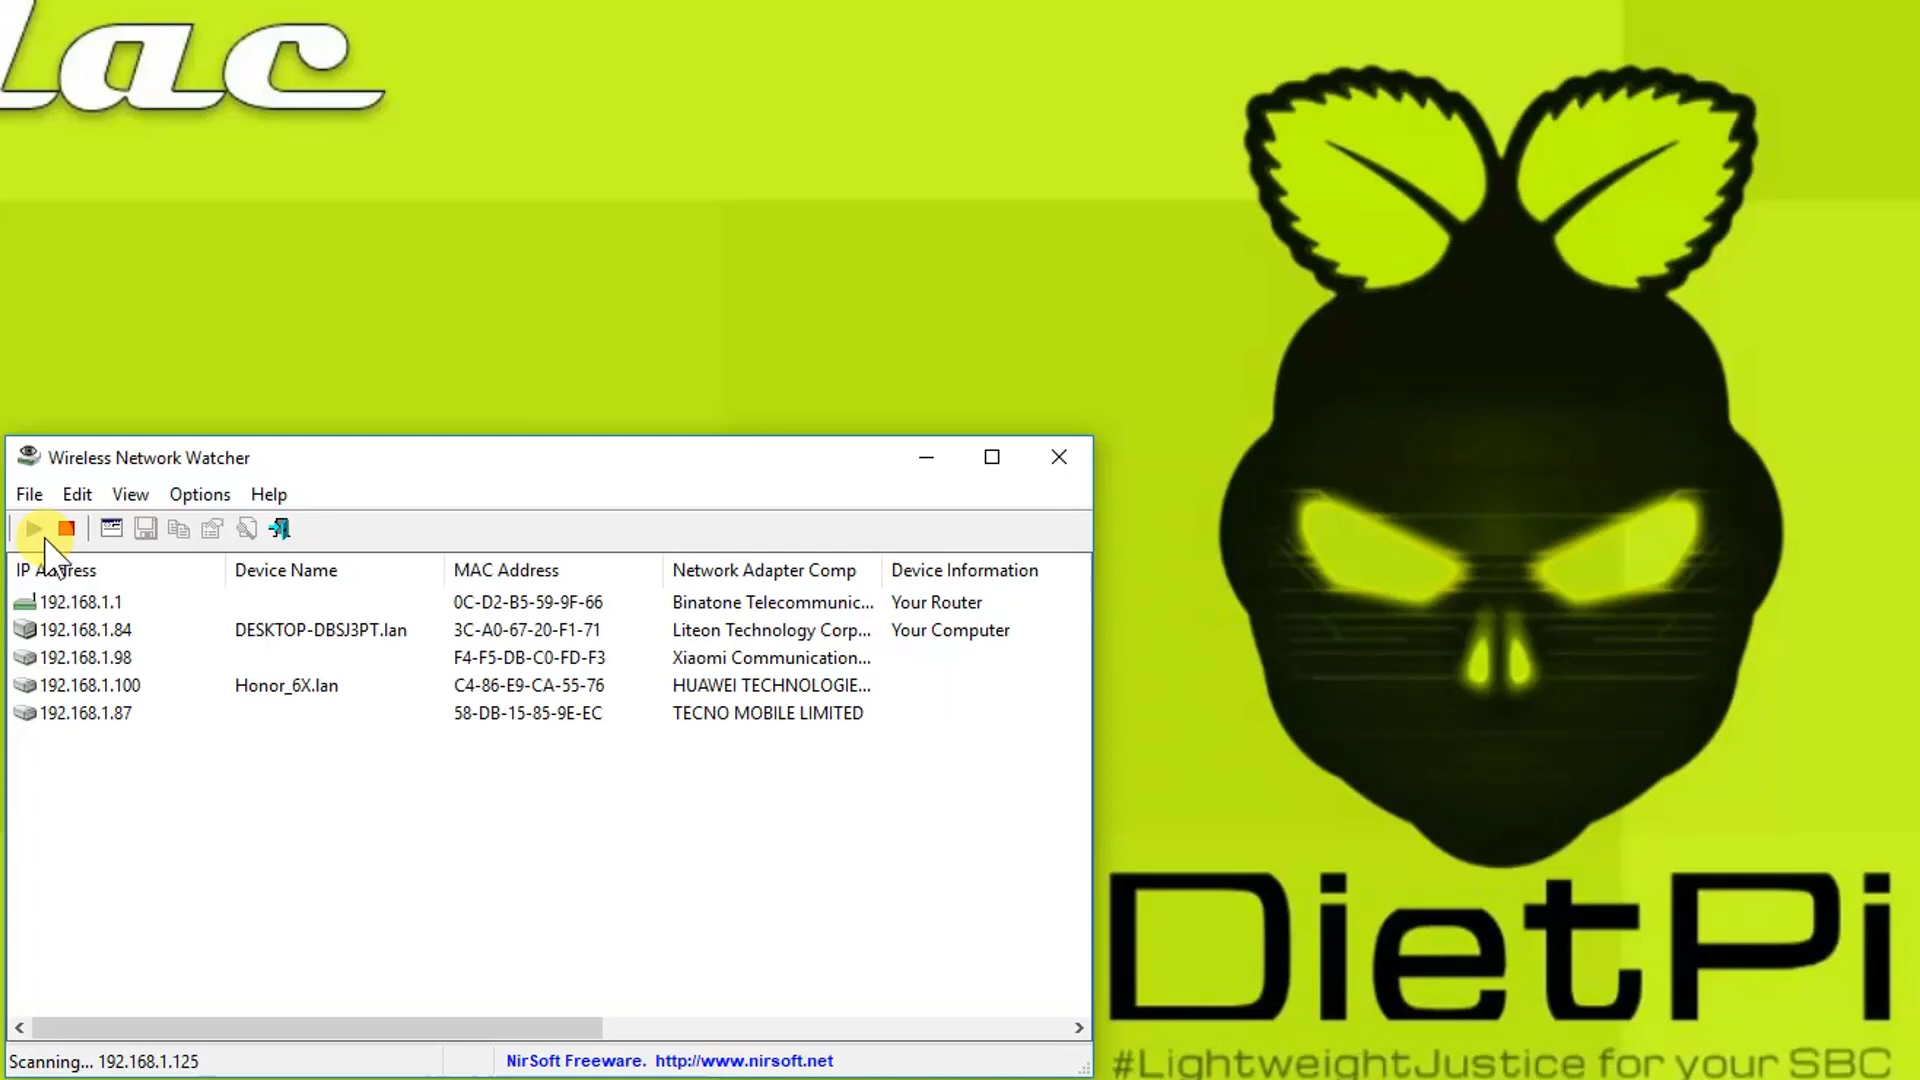 lac
Wireless Network Watcher
File Edit View Options Help
IP Address Device Name MAC Address Network Adapter Comp Device Information
192.168.1.1 0C-D2-B5-59-9F-66 Binatone Telecommunic... Your Router
192.168.1.84 DESKTOP-DBSJ3PT.lan 3C-A0-67-20-F1-71 Liteon Technology Corp... Your Computer
192.168.1.98 F4-F5-DB-C0-FD-F3 Xiaomi Communication...
192.168.1.100 Honor_6X.lan C4-86-E9-CA-55-76 HUAWEI TECHNOLOGIE...
192.168.1.87 58-DB-15-85-9E-EC TECNO MOBILE LIMITED
Scanning... 192.168.1.125 NirSoft Freeware. http://www.nirsoft.net
DietPi
#LightweightJustice for your SBC